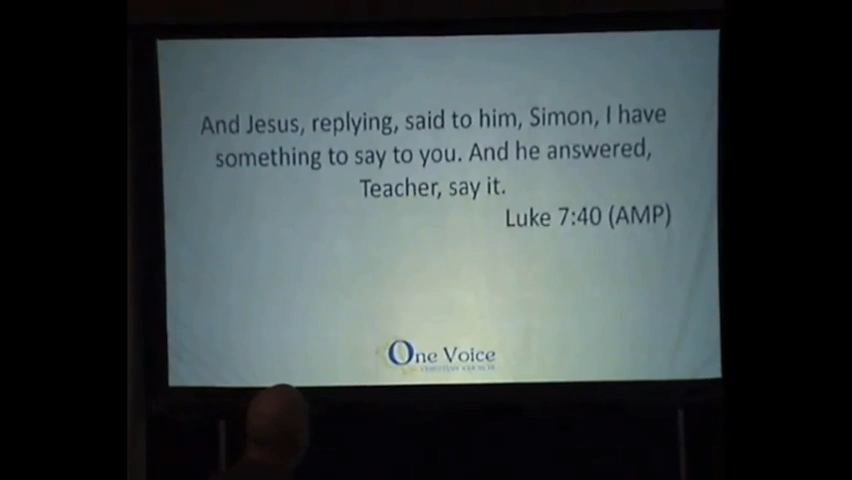 And Jesus, replying, said to him, Simon, I have
something to say to you. And he answered,
Teacher, say it.
Luke 7:40 (AMP)
One Voice